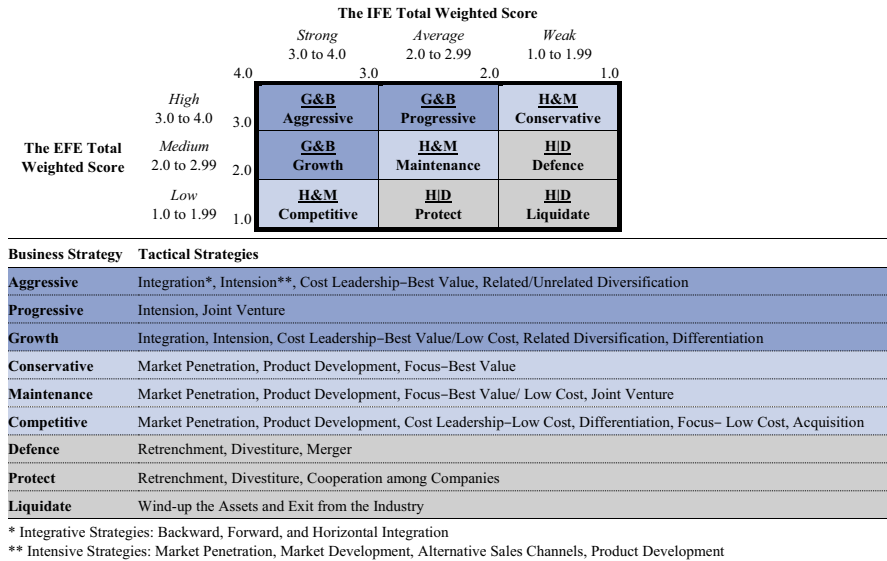 The IFE Total Weighted Score
Strong Average Weak
3.0 to 4.0 2.0 to 2.99 1.0 to 1.99
4.0 3.0 2.0 1.0
High
3.0 to 4.0
3.0
G&B G&B H&M
Aggressive Progressive Conservative
The EFE Total
Weighted Score
Medium
2.0 to 2.99
2.0
G&B H&M H|D
Growth Maintenance Defence
Low
1.0 to 1.99
1.0
H&M H|D H|D
Competitive Protect Liquidate
Business Strategy Tactical Strategies
Aggressive Integration*, Intension**, Cost Leadership−Best Value, Related/Unrelated Diversification
Progressive Intension, Joint Venture
Growth Integration, Intension, Cost Leadership−Best Value/Low Cost, Related Diversification, Differentiation
Conservative Market Penetration, Product Development, Focus−Best Value
Maintenance Market Penetration, Product Development, Focus−Best Value/ Low Cost, Joint Venture
Competitive Market Penetration, Product Development, Cost Leadership−Low Cost, Differentiation, Focus− Low Cost, Acquisition
Defence Retrenchment, Divestiture, Merger
Protect Retrenchment, Divestiture, Cooperation among Companies
Liquidate Wind-up the Assets and Exit from the Industry
* Integrative Strategies: Backward, Forward, and Horizontal Integration
** Intensive Strategies: Market Penetration, Market Development, Alternative Sales Channels, Product Development